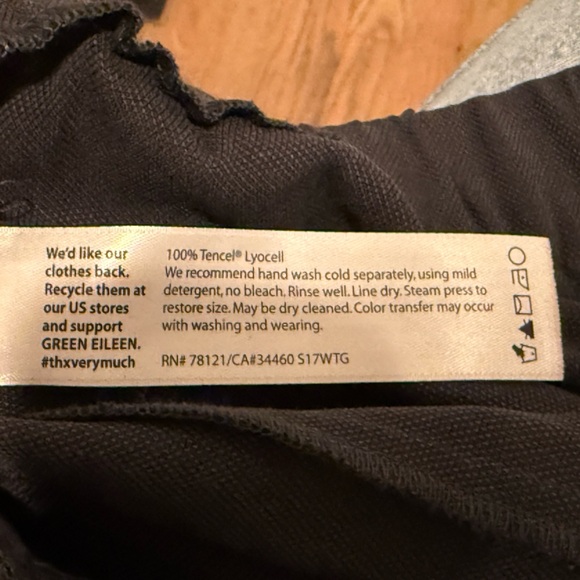 We'd like our
clothes back.
Recycle them at
our US stores
and support
GREEN EILEEN.
#thxverymuch
100% Tencel® Lyocell
We recommend hand wash cold separately, using mild
detergent, no bleach. Rinse well. Line dry. Steam press to
restore size. May be dry cleaned. Color transfer may occur
with washing and wearing.
RN# 78121/CA#34460 S17WTG